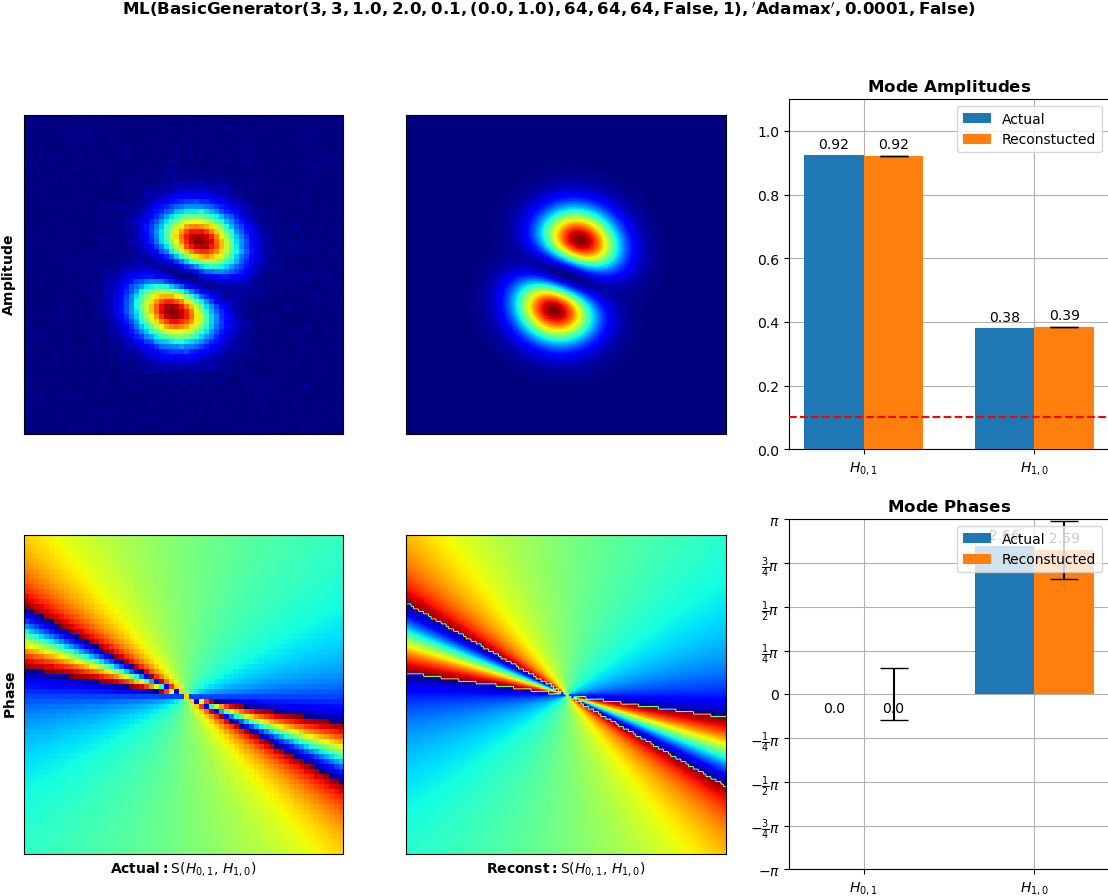 ML(BasicGenerator(3, 3, 1.0, 2.0, 0.1, (0.0, 1.0), 64, 64, 64, False, 1), ′Adamax′, 0.0001, False)
Amplitude
Mode Amplitudes
Actual
Reconstucted
1.0
0.8
0.6
0.4
0.2
0.0
0.92
0.92
0.38
0.39
H0, 1
H1, 0
Phase
Actual: S(H0, 1, H1, 0)
Reconst: S(H0, 1, H1, 0)
Mode Phases
Actual
Reconstucted
π
3/4π
1/2π
1/4π
0
−1/4π
−1/2π
−3/4π
−π
0.0
0.0
2.66
2.59
H0, 1
H1, 0